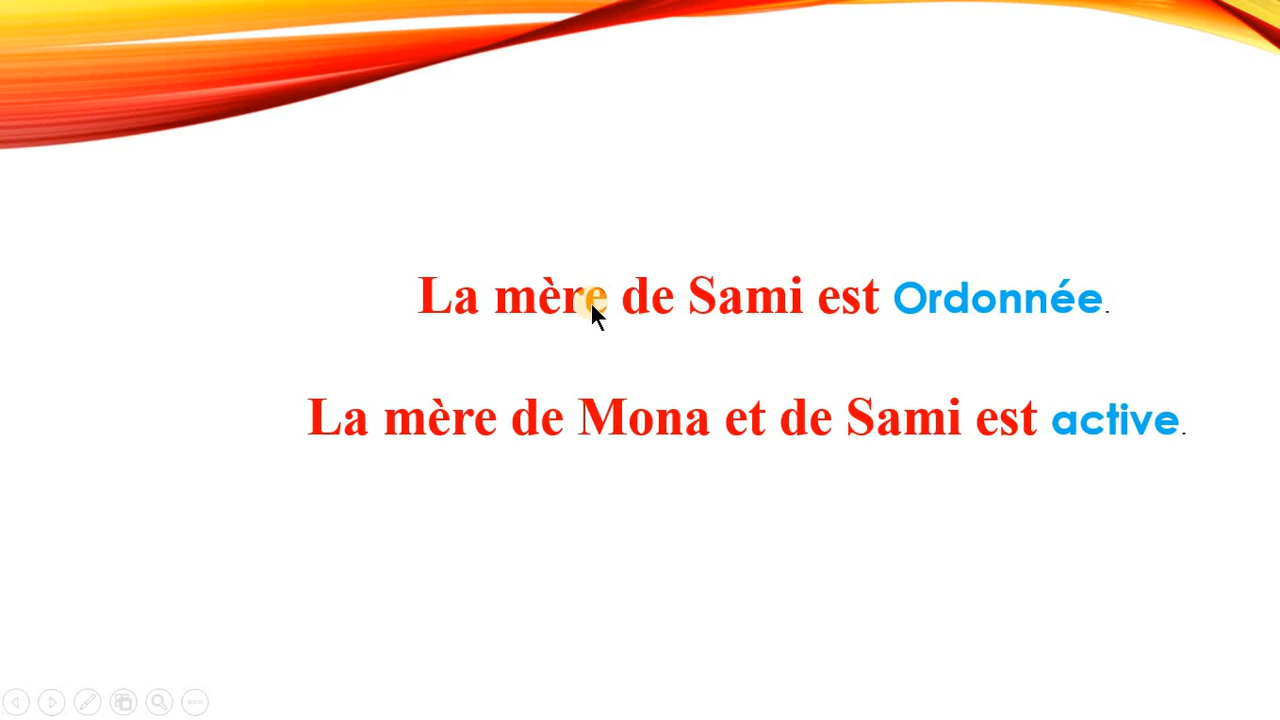 La mère de Sami est Ordonnée.
La mère de Mona et de Sami est active.